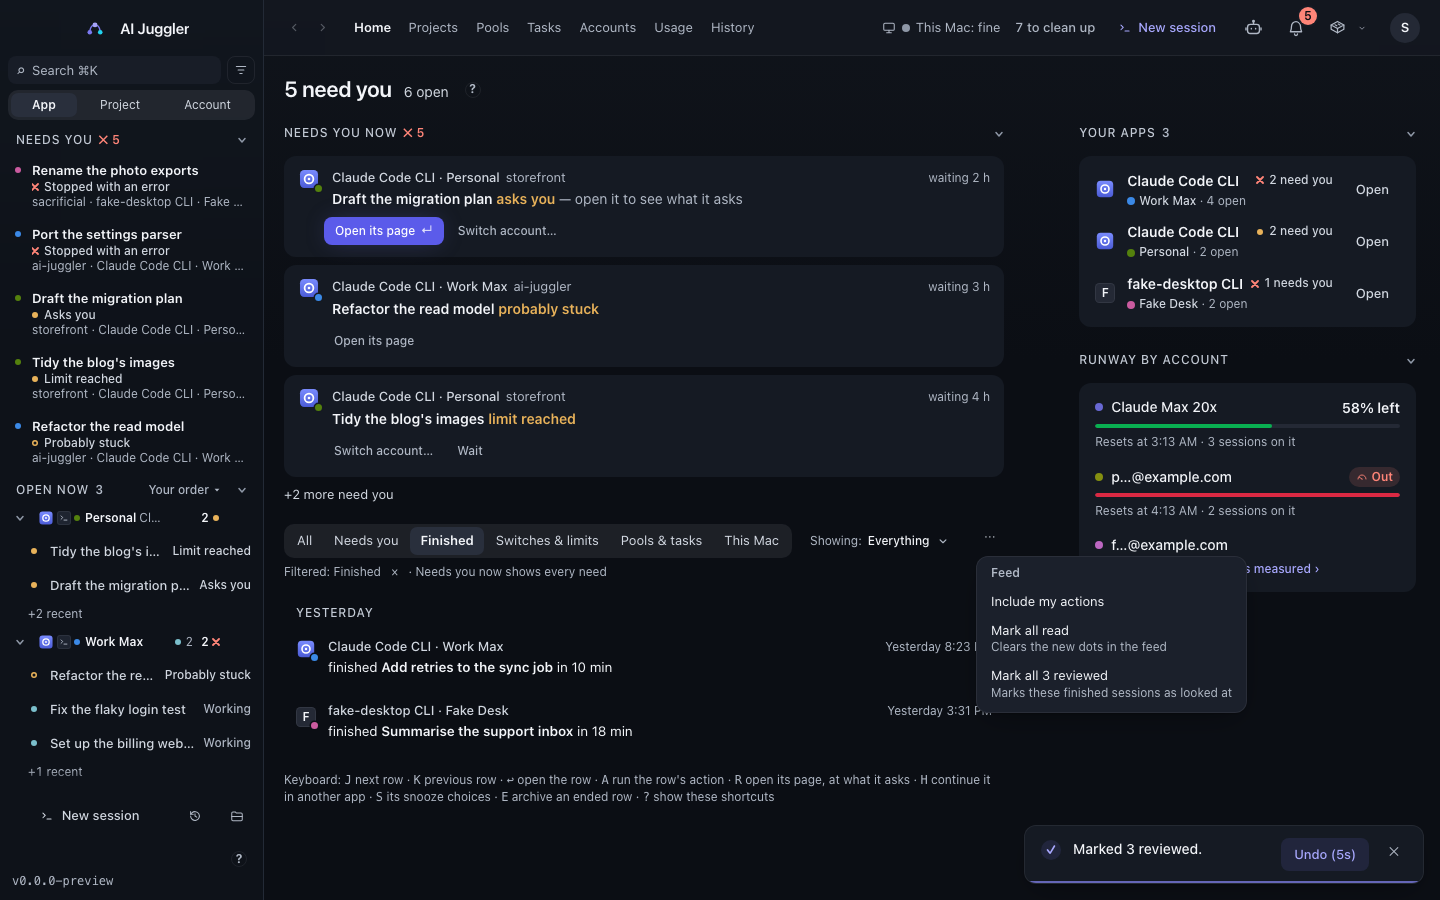 AI Juggler
Search ⌘K
App Project Account
NEEDS YOU × 5
Rename the photo exports
× Stopped with an error
sacrificial · fake-desktop CLI · Fake ...
Port the settings parser
× Stopped with an error
ai-juggler · Claude Code CLI · Work ...
Draft the migration plan
Asks you
storefront · Claude Code CLI · Perso...
Tidy the blog's images
Limit reached
storefront · Claude Code CLI · Perso...
Refactor the read model
Probably stuck
ai-juggler · Claude Code CLI · Work ...
OPEN NOW 3 Your order
Personal Cl... 2
Tidy the blog's i... Limit reached
Draft the migration p... Asks you
+2 recent
Work Max 2 2 ×
Refactor the re... Probably stuck
Fix the flaky login test Working
Set up the billing web... Working
+1 recent
New session
?
v0.0.0-preview
Home Projects Pools Tasks Accounts Usage History
This Mac: fine 7 to clean up New session 5 S
5 need you 6 open ?
NEEDS YOU NOW × 5
Claude Code CLI · Personal storefront waiting 2 h
Draft the migration plan asks you — open it to see what it asks
Open its page ↵ Switch account...
Claude Code CLI · Work Max ai-juggler waiting 3 h
Refactor the read model probably stuck
Open its page
Claude Code CLI · Personal storefront waiting 4 h
Tidy the blog's images limit reached
Switch account... Wait
+2 more need you
All Needs you Finished Switches & limits Pools & tasks This Mac Showing: Everything ...
Filtered: Finished × · Needs you now shows every need
YESTERDAY
Claude Code CLI · Work Max Yesterday 8:23
finished Add retries to the sync job in 10 min
F fake-desktop CLI · Fake Desk Yesterday 3:31 PM
finished Summarise the support inbox in 18 min
Keyboard: J next row · K previous row · ↩ open the row · A run the row's action · R open its page, at what it asks · H continue it
in another app · S its snooze choices · E archive an ended row · ? show these shortcuts
YOUR APPS 3
Claude Code CLI × 2 need you Open
Work Max · 4 open
Claude Code CLI 2 need you Open
Personal · 2 open
F fake-desktop CLI × 1 needs you Open
Fake Desk · 2 open
RUNWAY BY ACCOUNT
Claude Max 20x 58% left
Resets at 3:13 AM · 3 sessions on it
p...@example.com Out
Resets at 4:13 AM · 2 sessions on it
f...@example.com
measured ›
Feed
Include my actions
Mark all read
Clears the new dots in the feed
Mark all 3 reviewed
Marks these finished sessions as looked at
Marked 3 reviewed. Undo (5s) ×